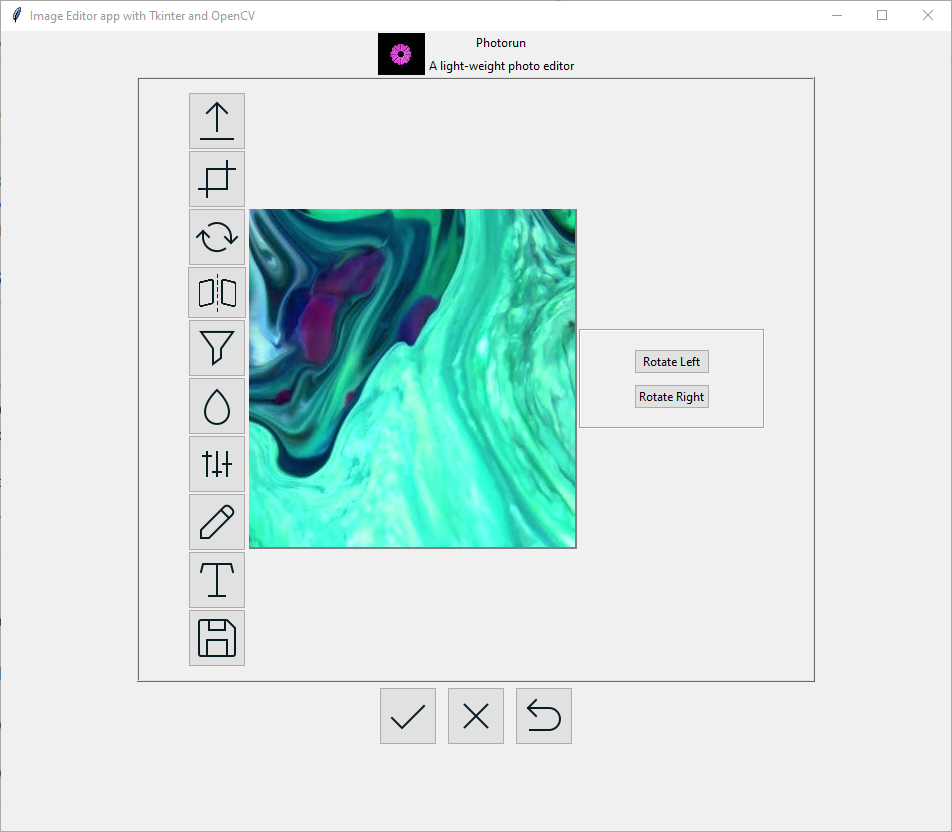 Image Editor app with Tkinter and OpenCV
Photorun
A light-weight photo editor
Rotate Left
Rotate Right